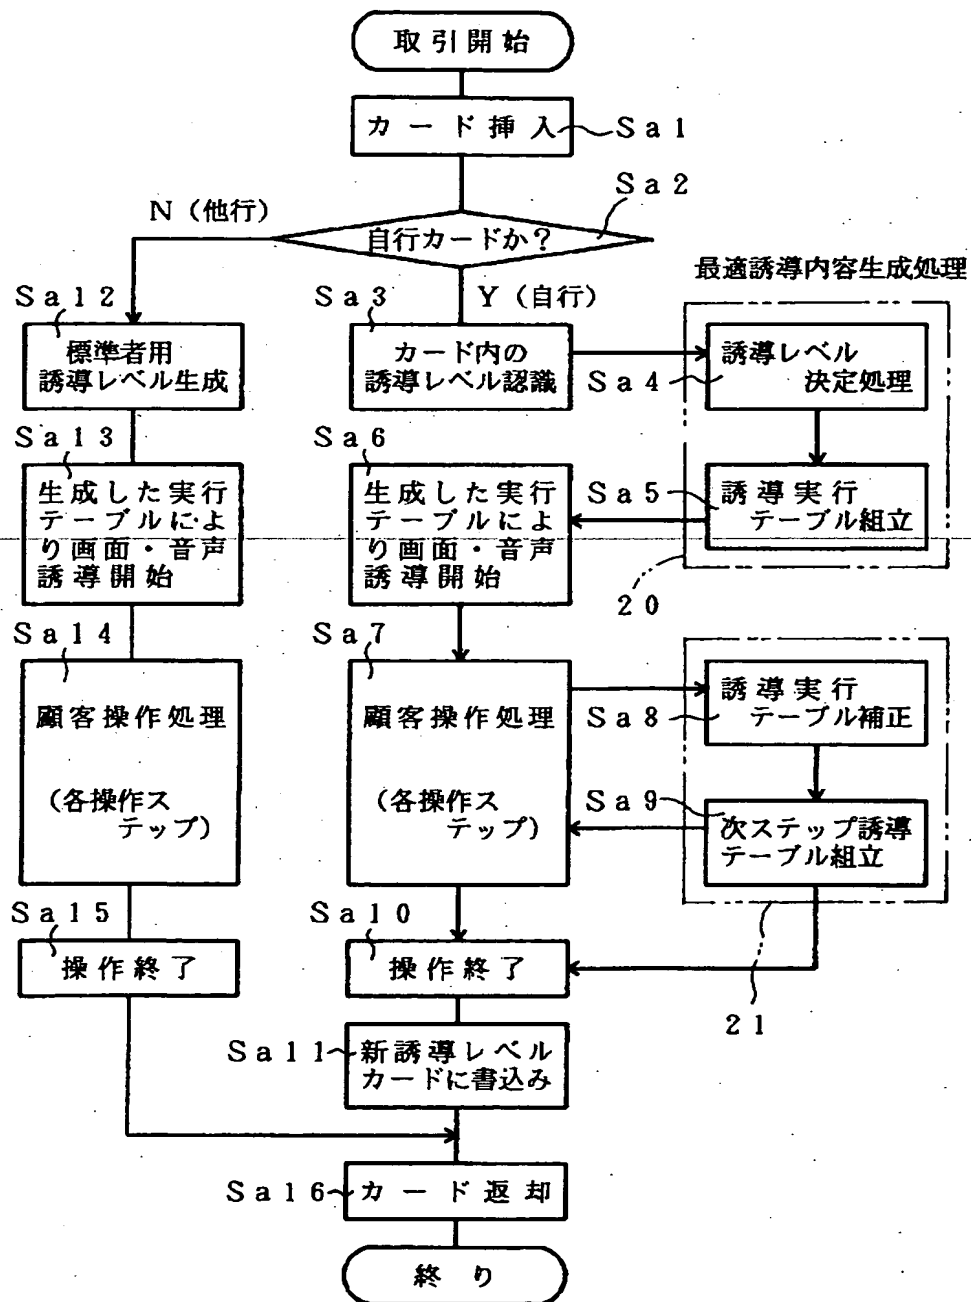 取引開始
カード挿入
Sa1
Sa2
N（他行）
自行カードか？
Y（自行）
最適誘導内容生成処理
Sa12
標準者用
誘導レベル生成
Sa3
カード内の
誘導レベル認識
Sa4
誘導レベル
決定処理
Sa13
生成した実行
テーブルによ
り画面・音声
誘導開始
Sa6
生成した実行
テーブルによ
り画面・音声
誘導開始
Sa5
誘導実行
テーブル組立
20
Sa14
顧客操作処理
（各操作ス
テップ）
Sa7
顧客操作処理
（各操作ス
テップ）
Sa8
誘導実行
テーブル補正
Sa9
次ステップ誘導
テーブル組立
21
Sa15
操作終了
Sa10
操作終了
Sa11
新誘導レベル
カードに書込み
Sa16
カード返却
終り